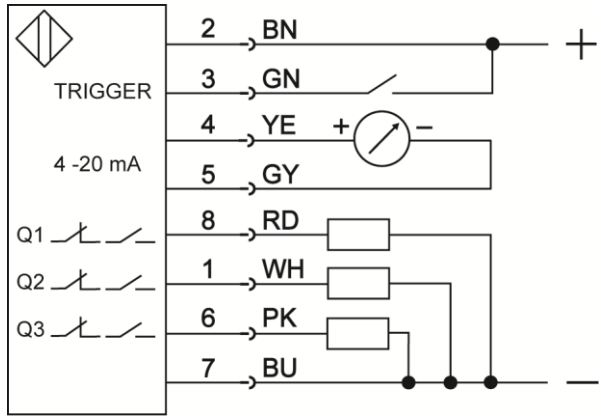 2 BN +
TRIGGER 3 GN
4 YE + −
4 -20 mA
5 GY
Q1 8 RD
Q2 1 WH
Q3 6 PK
7 BU −